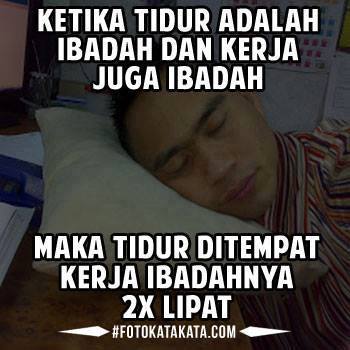 KETIKA TIDUR ADALAH
IBADAH DAN KERJA
JUGA IBADAH
MAKA TIDUR DITEMPAT
KERJA IBADAHNYA
2X LIPAT
#FOTOKATAKATA.COM